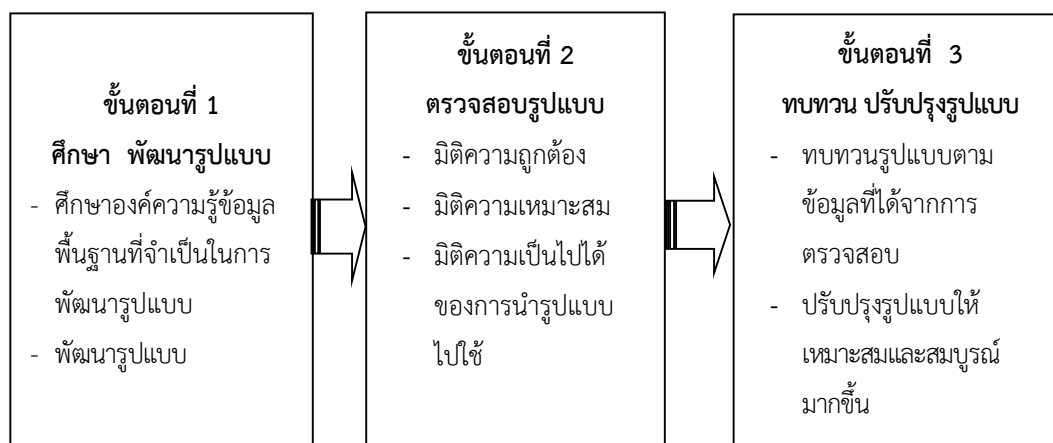 ขั้นตอนที่ 1
ศึกษา พัฒนารูปแบบ
- ศึกษาองค์ความรู้ข้อมูล
พื้นฐานที่จำเป็นในการ
พัฒนารูปแบบ
- พัฒนารูปแบบ
ขั้นตอนที่ 2
ตรวจสอบรูปแบบ
- มิติความถูกต้อง
- มิติความเหมาะสม
- มิติความเป็นไปได้
ของการนำรูปแบบ
ไปใช้
ขั้นตอนที่ 3
ทบทวน ปรับปรุงรูปแบบ
- ทบทวนรูปแบบตาม
ข้อมูลที่ได้จากการ
ตรวจสอบ
- ปรับปรุงรูปแบบให้
เหมาะสมและสมบูรณ์
มากขึ้น